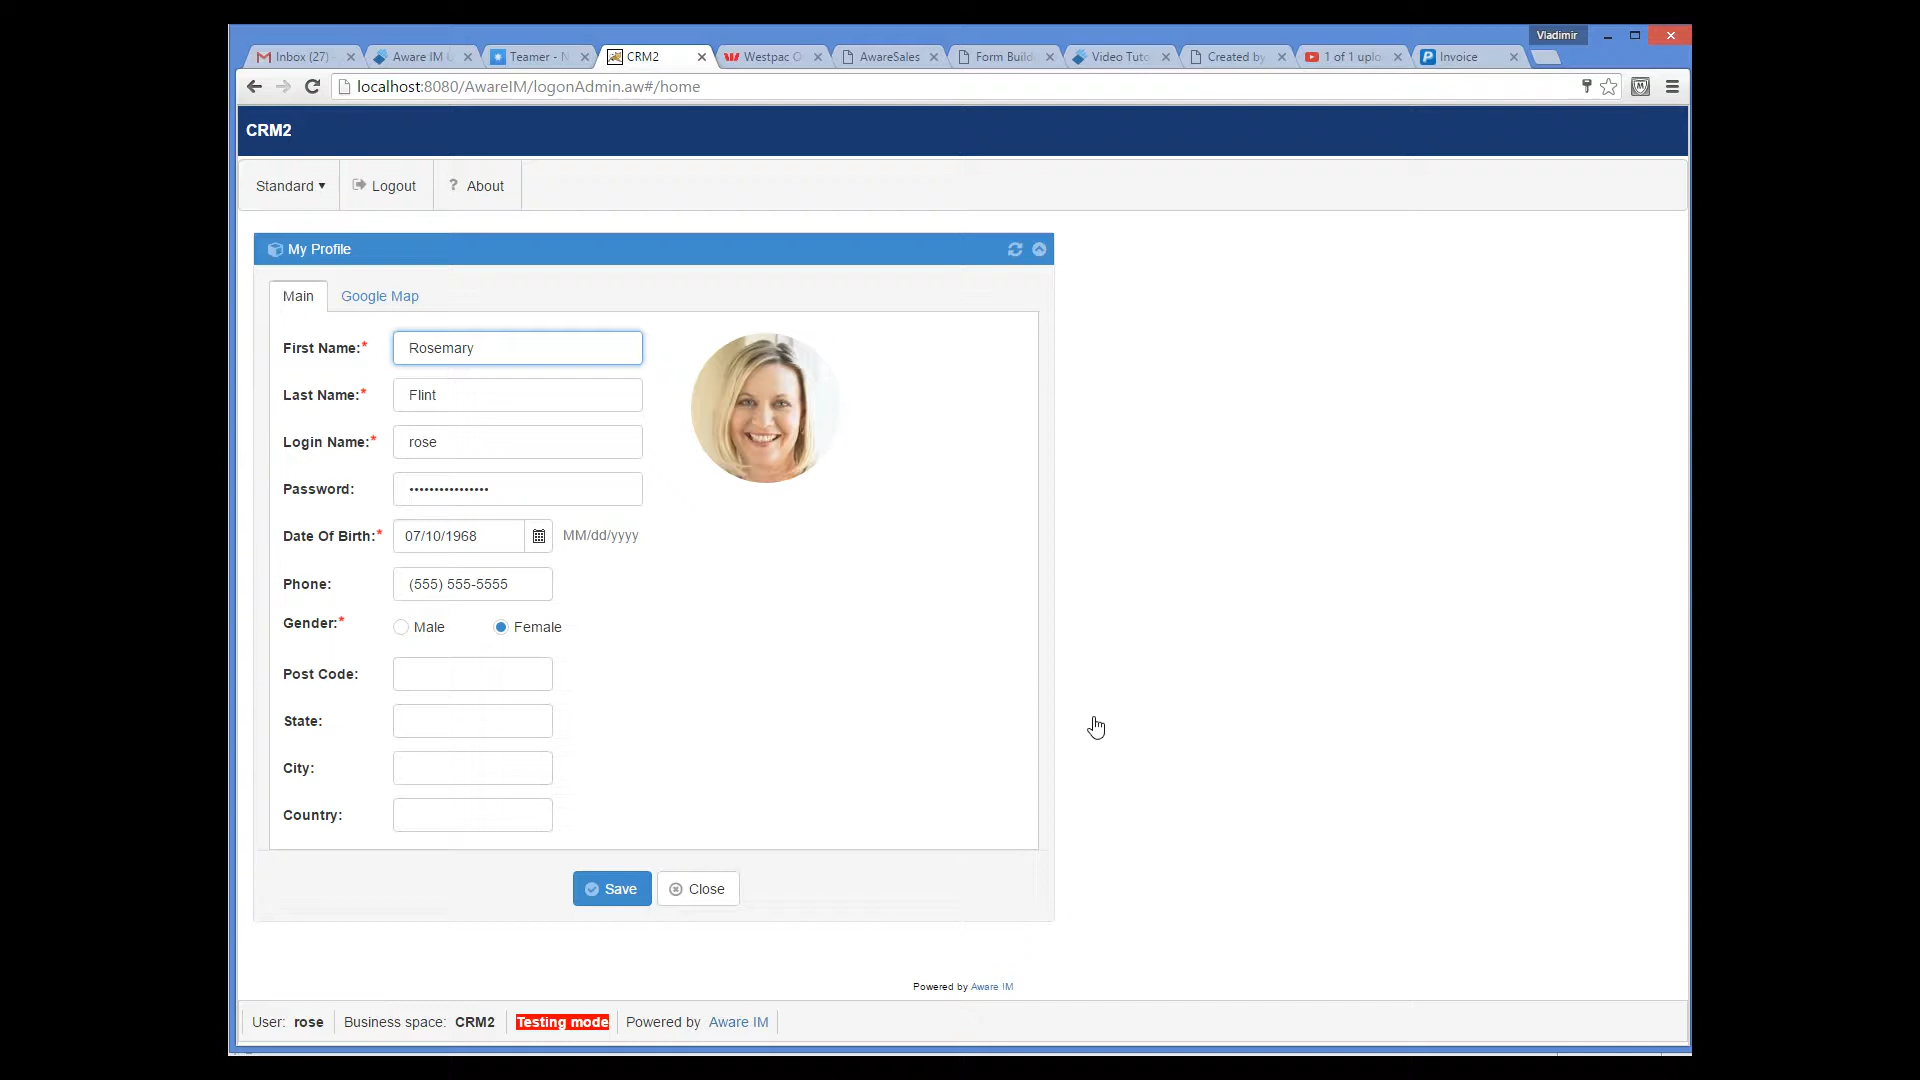 Vladimir
Inbox (27)
Aware IM U
Teamer - N
CRM2
Westpac O
AwareSales
Form Build
Video Tuto
Created by
1 of 1 uplo
Invoice
localhost:8080/AwareIM/logonAdmin.aw#/home
CRM2
Standard
Logout
? About
My Profile
Main
Google Map
First Name:* Rosemary
Last Name:* Flint
Login Name:* rose
Password: ••••••••••••••••
Date Of Birth:* 07/10/1968 MM/dd/yyyy
Phone: (555) 555-5555
Gender:* Male Female
Post Code:
State:
City:
Country:
Save
Close
Powered by Aware IM
User: rose
Business space: CRM2
Testing mode
Powered by Aware IM